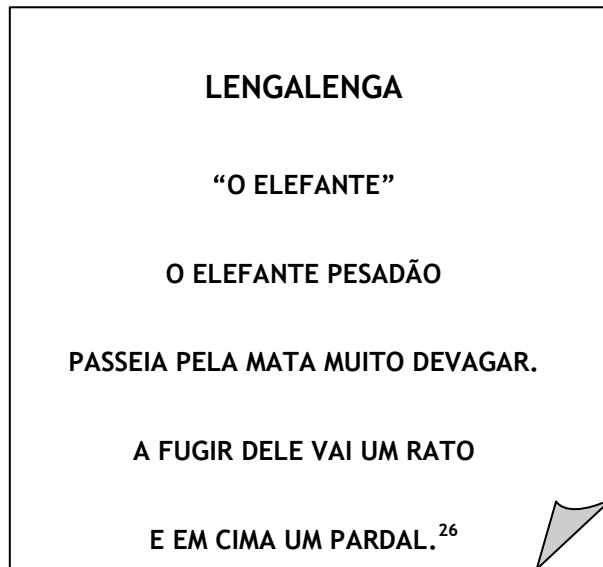 LENGALENGA
“O ELEFANTE”
O ELEFANTE PESADÃO
PASSEIA PELA MATA MUITO DEVAGAR.
A FUGIR DELE VAI UM RATO
E EM CIMA UM PARDAL.²⁶